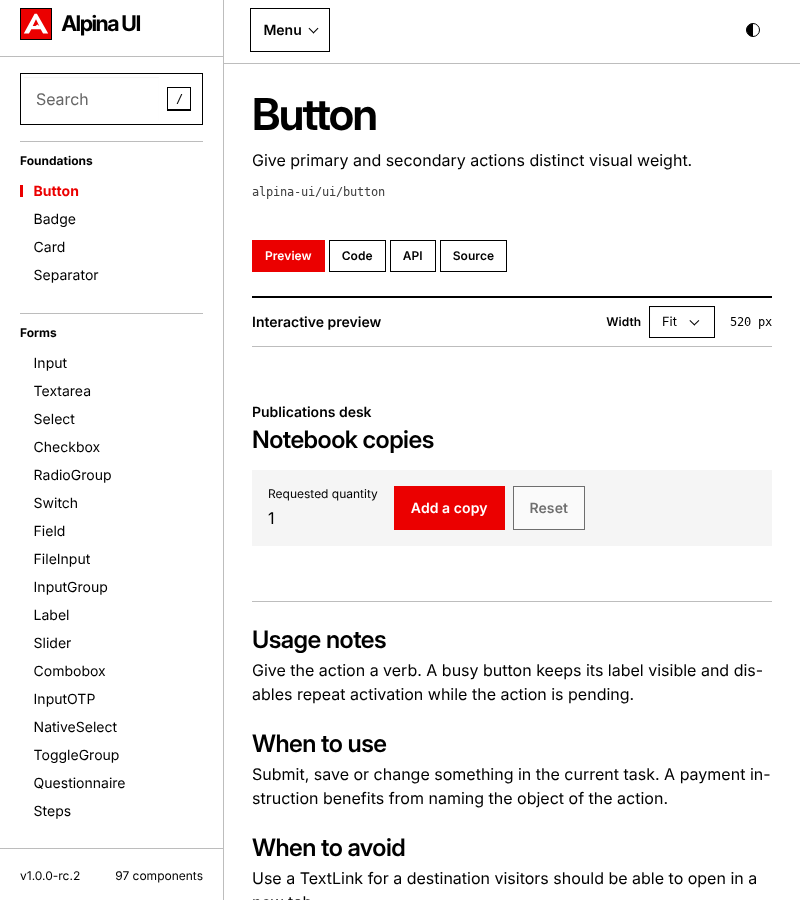 Alpina UI
Search /
Foundations
Button
Badge
Card
Separator
Forms
Input
Textarea
Select
Checkbox
RadioGroup
Switch
Field
FileInput
InputGroup
Label
Slider
Combobox
InputOTP
NativeSelect
ToggleGroup
Questionnaire
Steps
v1.0.0-rc.2 97 components
Menu
Button
Give primary and secondary actions distinct visual weight.
alpina-ui/ui/button
Preview Code API Source
Interactive preview Width Fit 520 px
Publications desk
Notebook copies
Requested quantity
1
Add a copy Reset
Usage notes
Give the action a verb. A busy button keeps its label visible and dis-
ables repeat activation while the action is pending.
When to use
Submit, save or change something in the current task. A payment in-
struction benefits from naming the object of the action.
When to avoid
Use a TextLink for a destination visitors should be able to open in a
new tab.